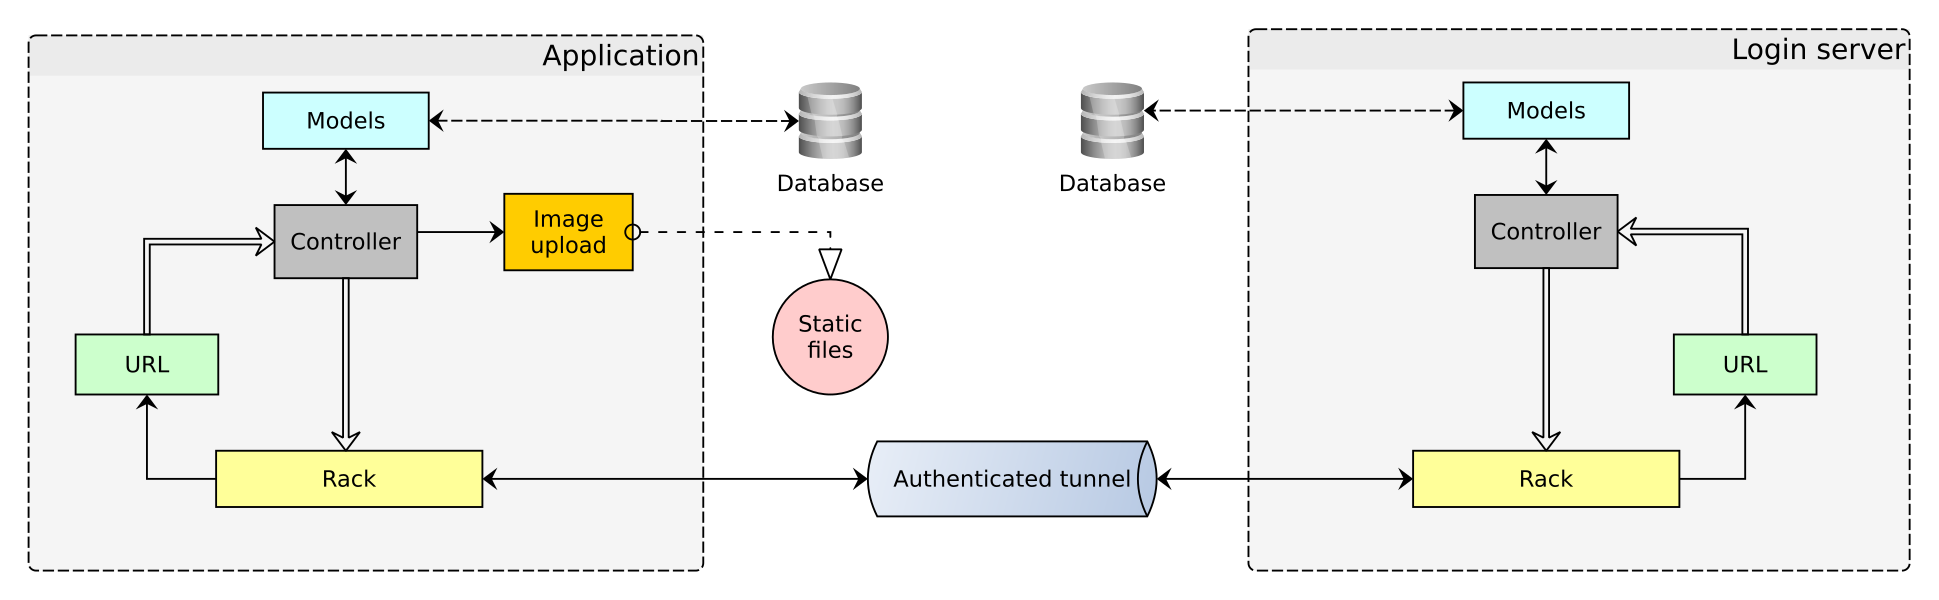 Application
Models
Database
Controller
Image
upload
Static
files
URL
Rack
Authenticated tunnel
Login server
Database
Models
Controller
URL
Rack